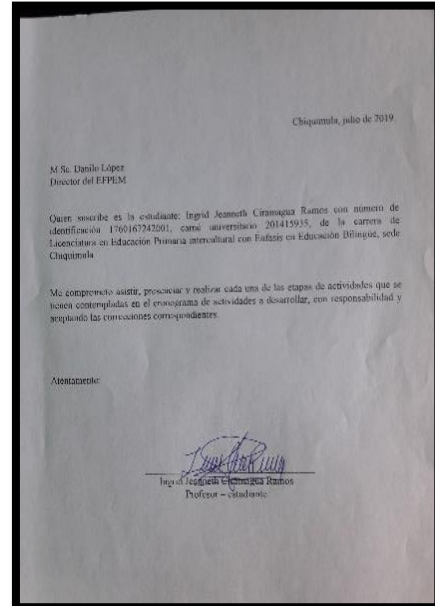 Chiquimula, julio de 2019
M Sc. Danilo López
Director del EFPEM
Quien suscribe es la estudiante: Ingrid Jeanneth Ciramagua Ramos con número de
identificación 1760167242001, carné universitario 201415935, de la carrera de
Licenciatura en Educación Primaria intercultural con Enfasis en Educación Bilingüe, sede
Chiquimula.
Me comprometo asistir, presenciar y realizar cada una de las etapas de actividades que se
tienen contempladas en el cronograma de actividades a desarrollar, con responsabilidad y
aceptando las correcciones correspondientes.
Atentamente:
Ingrid Jeanneth Ciramagua Ramos
Profesor – estudiante